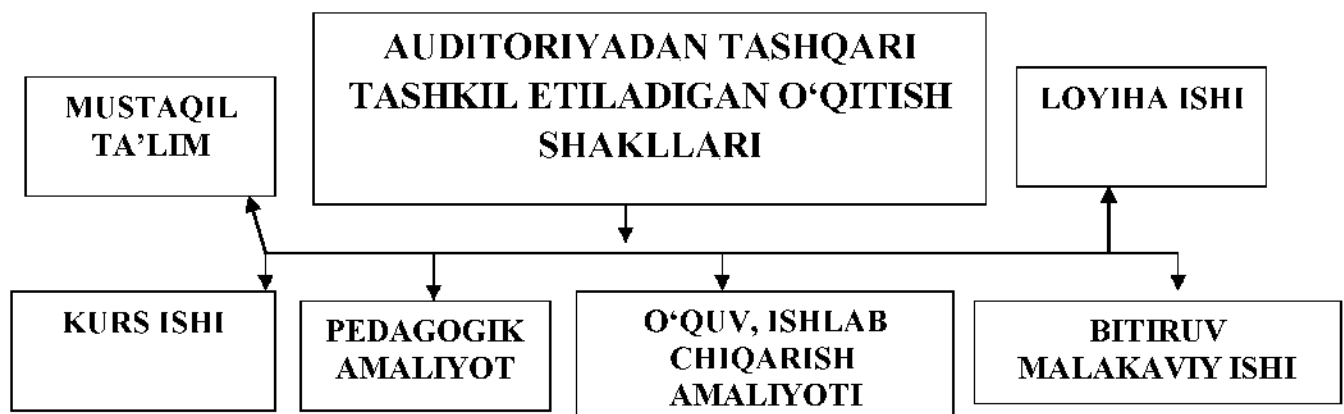 AUDITORIYADAN TASHQARI
TASHKIL ETILADIGAN O‘QITISH
SHAKLLARI
MUSTAQIL
TA’LIM
LOYIHA ISHI
KURS ISHI
PEDAGOGIK
AMALIYOT
O‘QUV, ISHLAB
CHIQARISH
AMALIYOTI
BITIRUV
MALAKAVIY ISHI